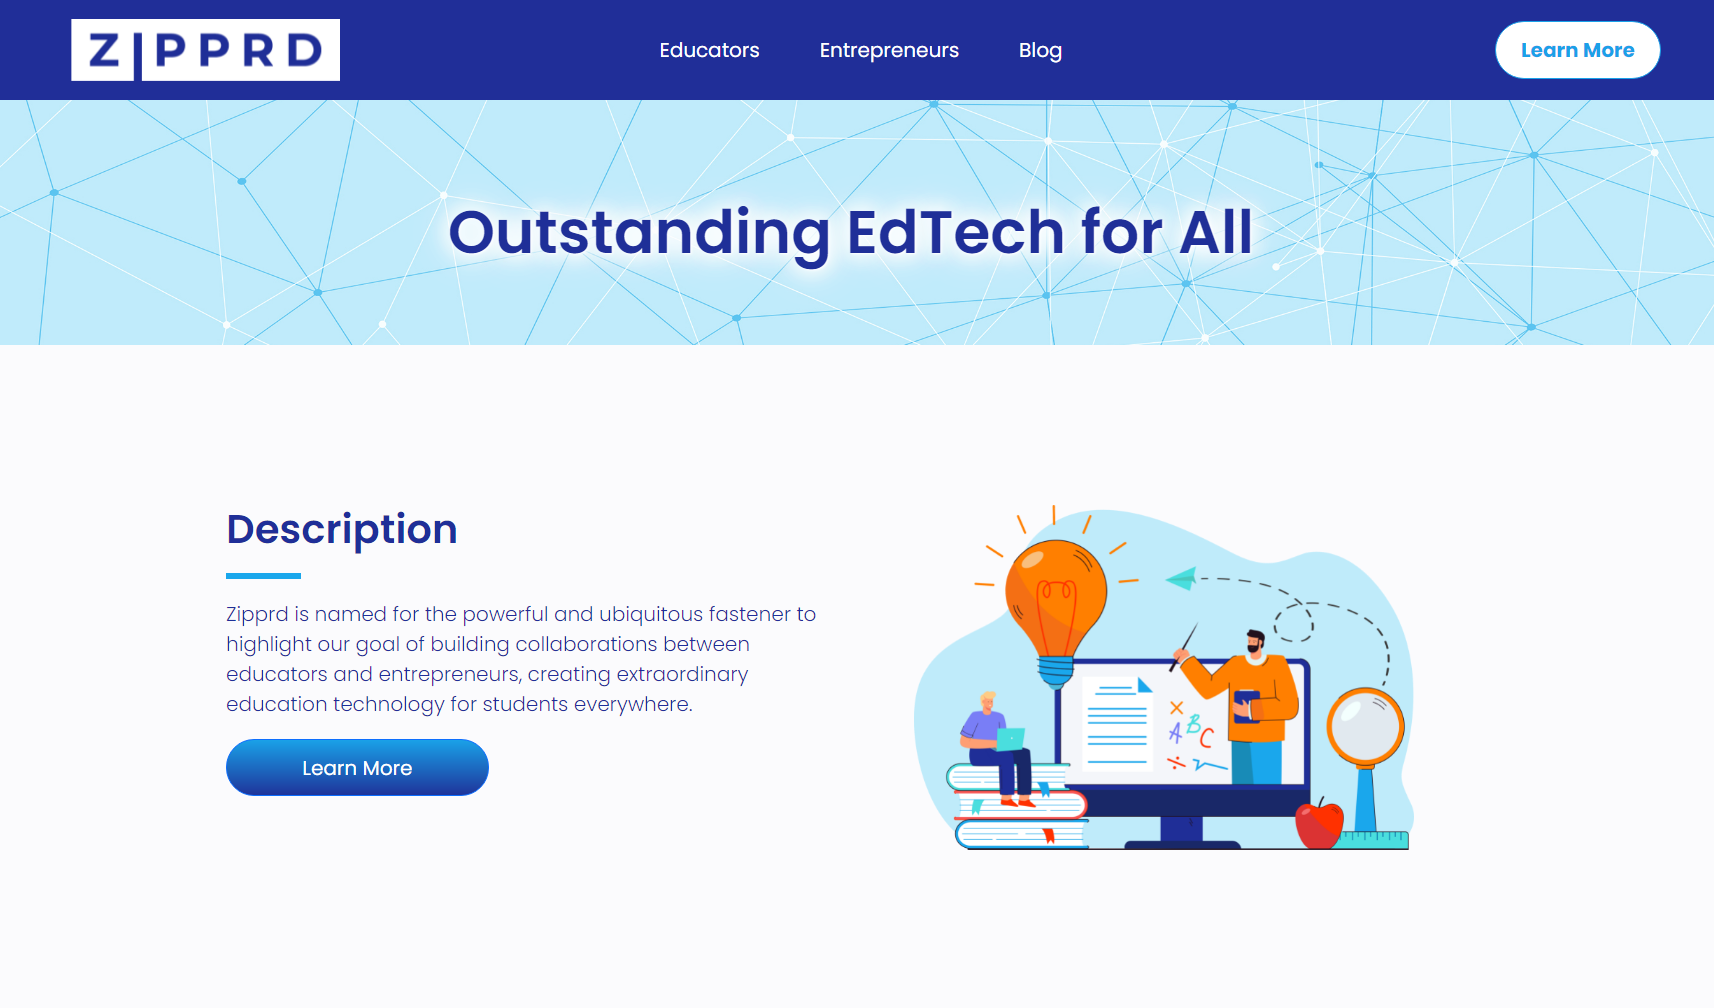 ZIPPRD
Educators
Entrepreneurs
Blog
Learn More
Outstanding EdTech for All
Description
Zipprd is named for the powerful and ubiquitous fastener to
highlight our goal of building collaborations between
educators and entrepreneurs, creating extraordinary
education technology for students everywhere.
Learn More
A B C